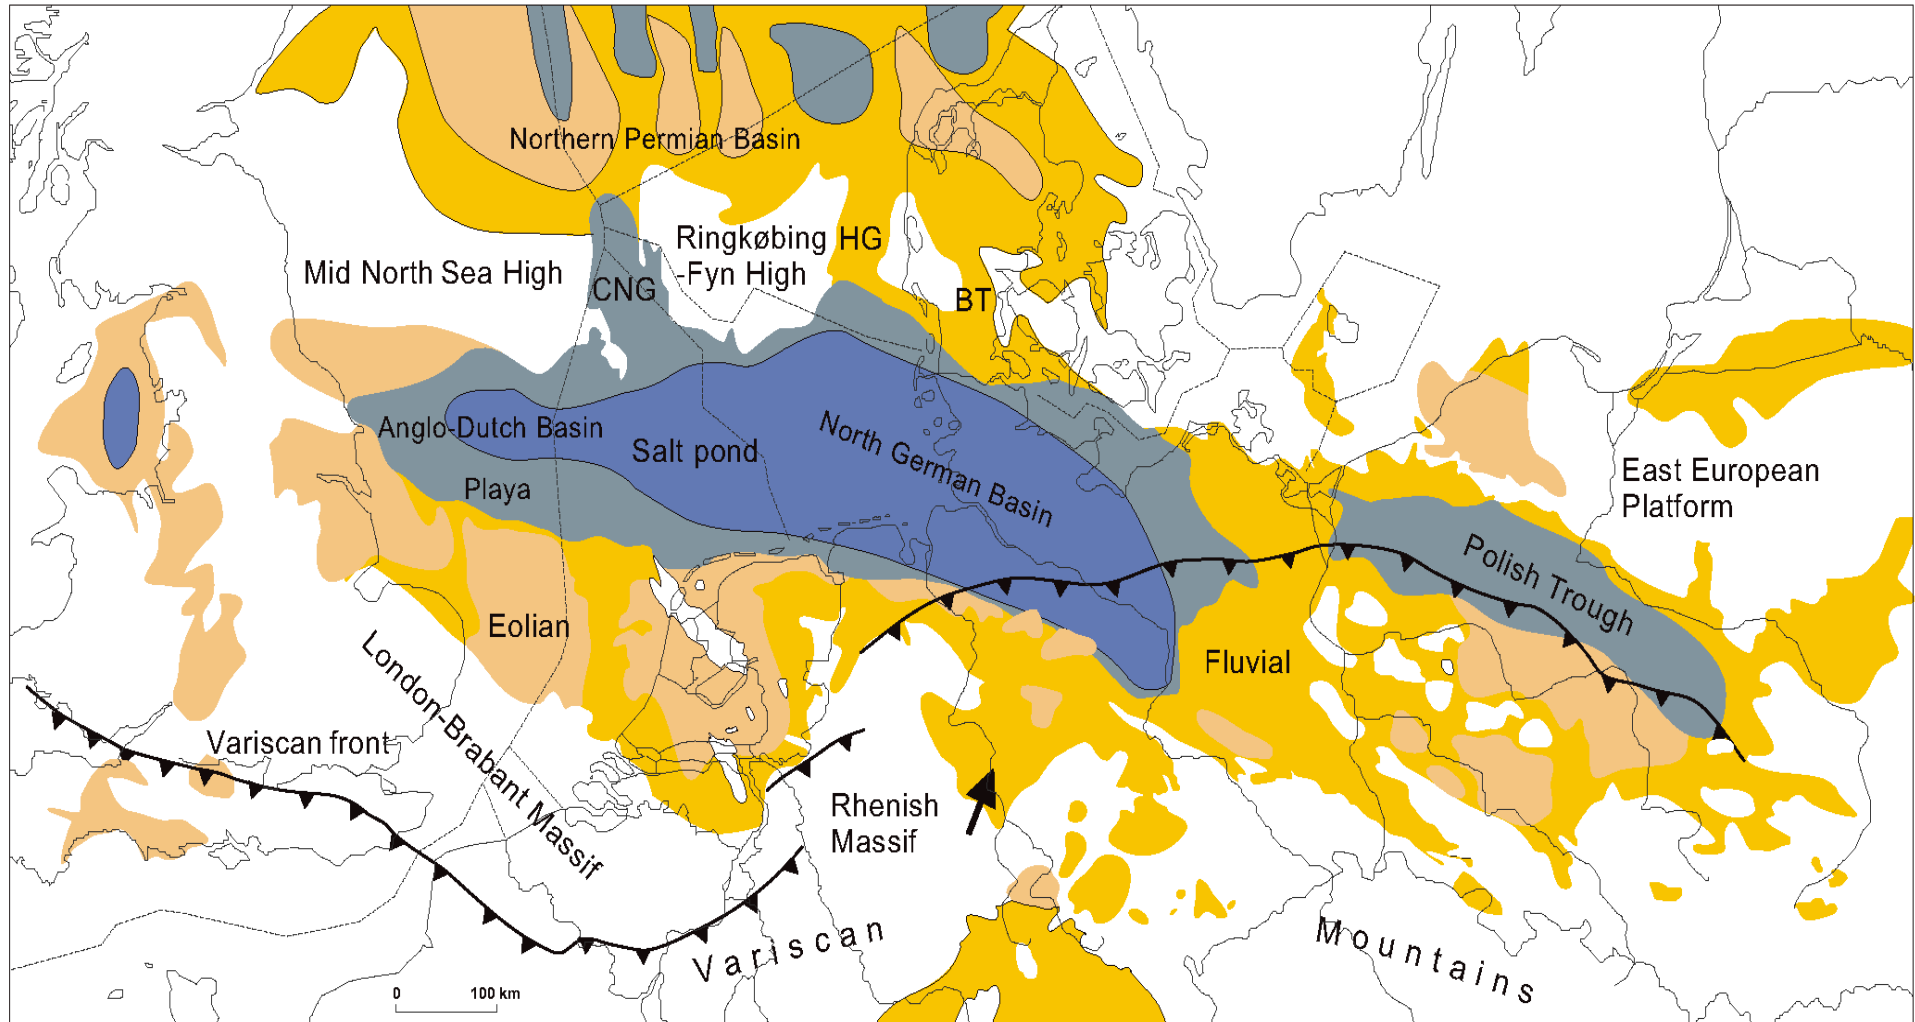 Northern Permian Basin
Ringkøbing
-Fyn High
HG
Mid North Sea High
CNG
BT
Anglo-Dutch Basin
Salt pond
North German Basin
Playa
East European
Platform
Polish Trough
Eolian
Fluvial
London-Brabant Massif
Variscan front
Rhenish
Massif
Variscan
Mountains
0 100 km